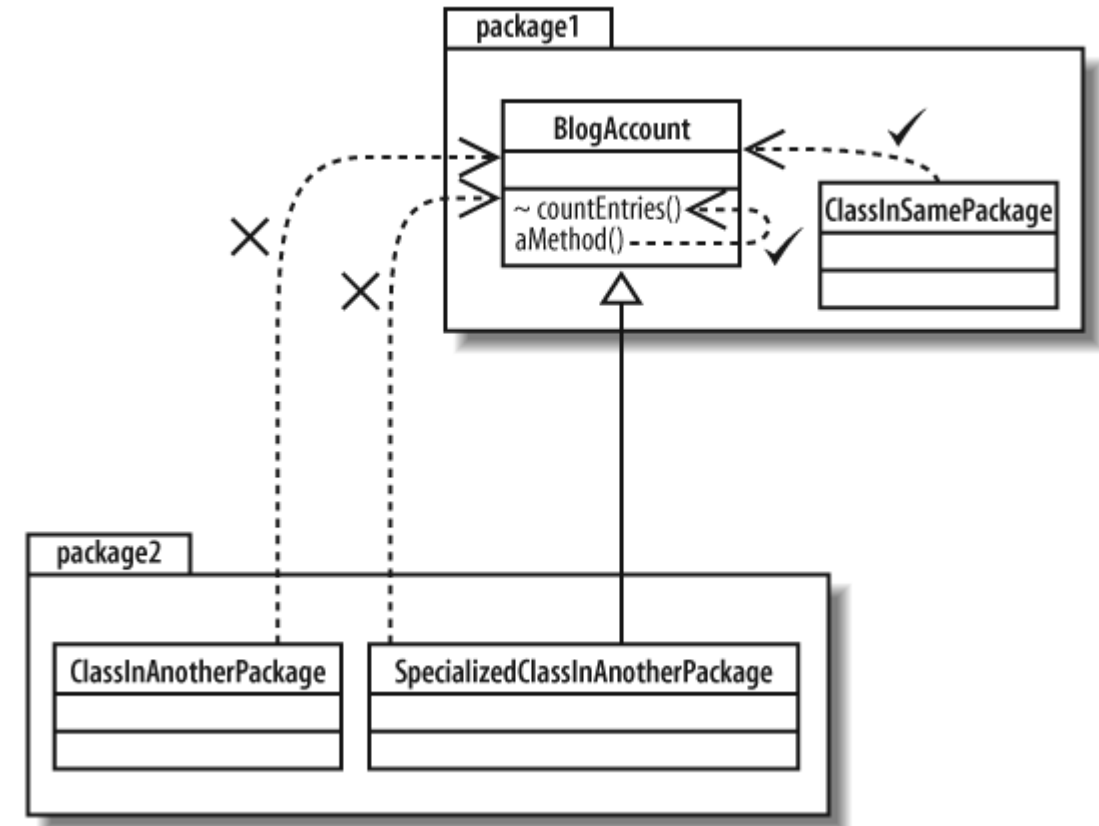 package1
BlogAccount
~ countEntries()
aMethod()
ClassInSamePackage
package2
ClassInAnotherPackage
SpecializedClassInAnotherPackage